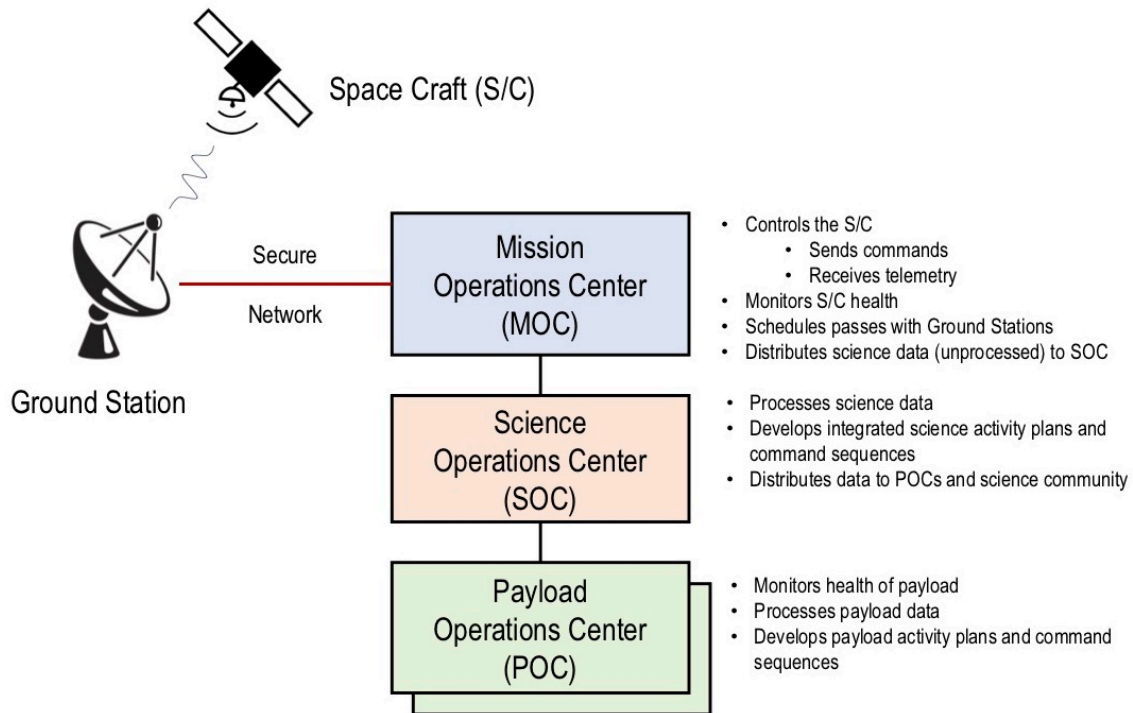 Space Craft (S/C)
Secure
Network
Ground Station
Mission
Operations Center
(MOC)
• Controls the S/C
• Sends commands
• Receives telemetry
• Monitors S/C health
• Schedules passes with Ground Stations
• Distributes science data (unprocessed) to SOC
Science
Operations Center
(SOC)
• Processes science data
• Develops integrated science activity plans and
command sequences
• Distributes data to POCs and science community
Payload
Operations Center
(POC)
• Monitors health of payload
• Processes payload data
• Develops payload activity plans and command
sequences